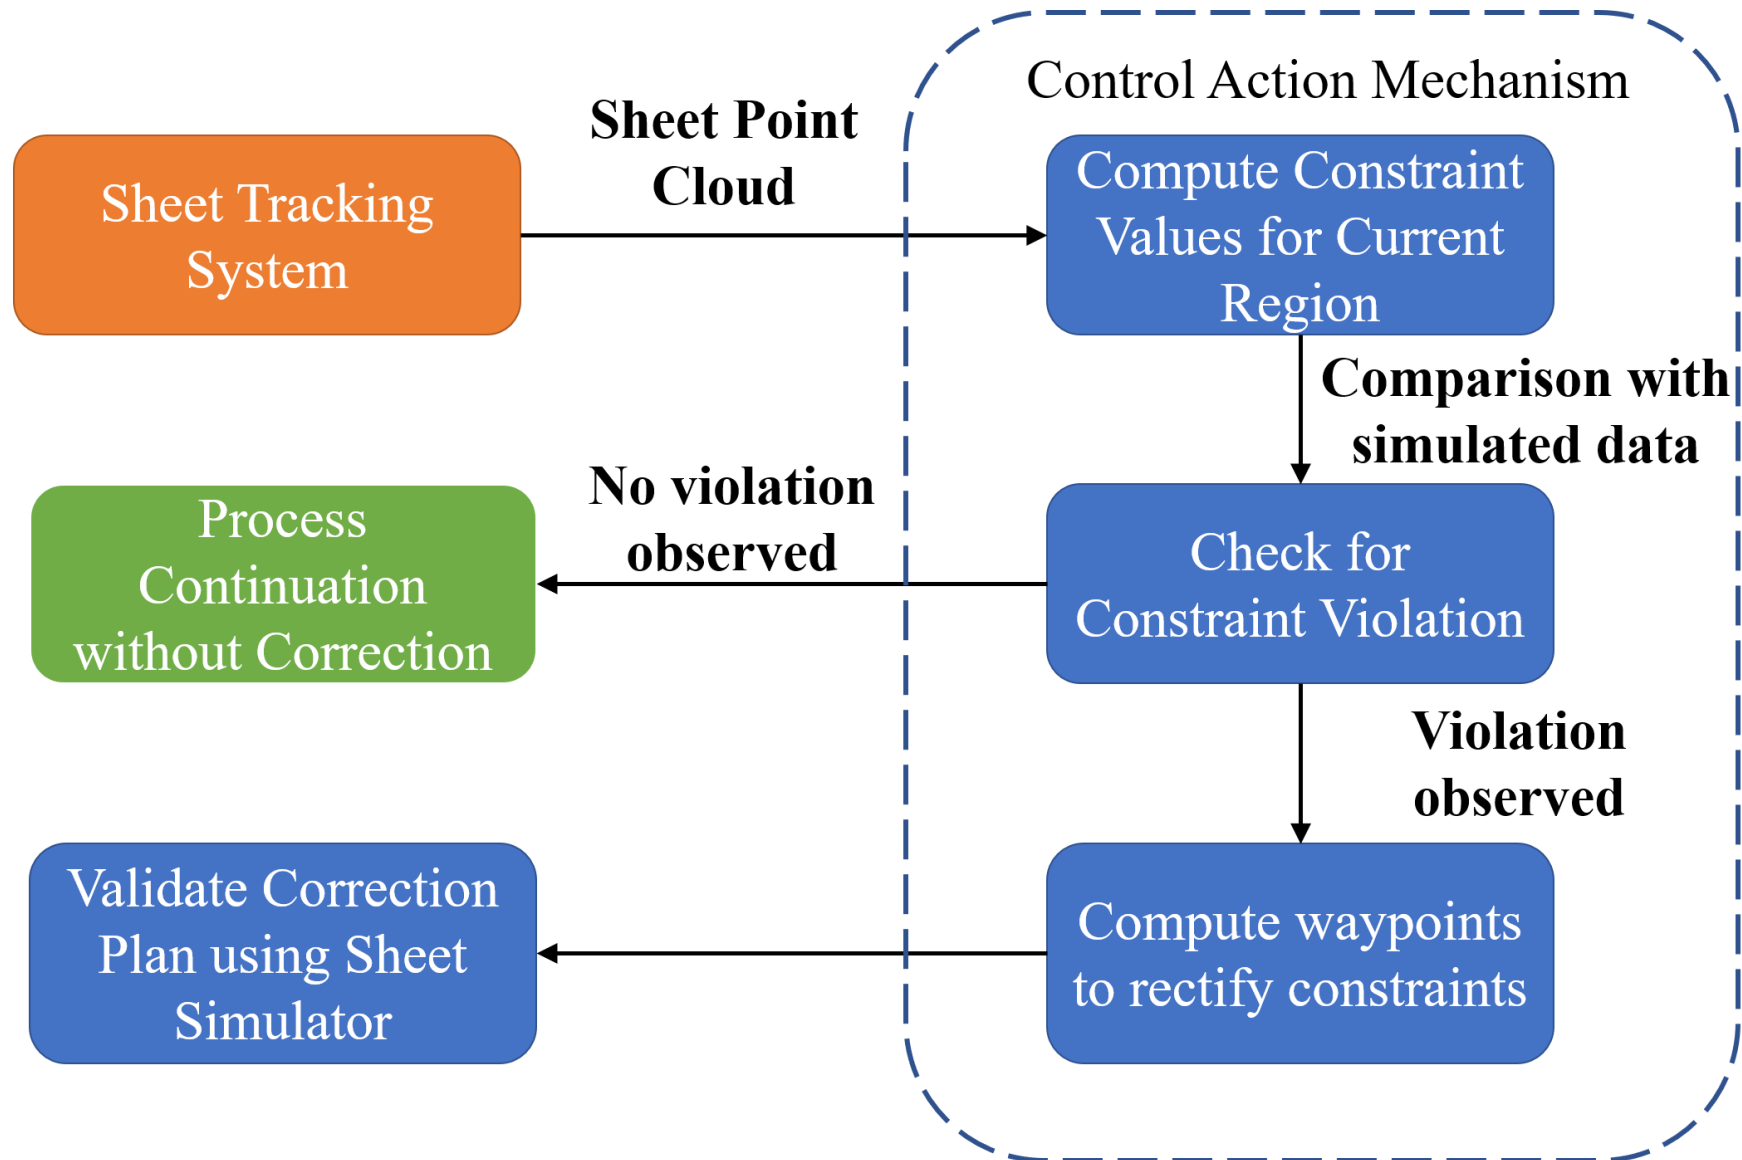 Control Action Mechanism
Sheet Point
Cloud
Sheet Tracking
System
Compute Constraint
Values for Current
Region
Comparison with
simulated data
No violation
observed
Process
Continuation
without Correction
Check for
Constraint Violation
Violation
observed
Validate Correction
Plan using Sheet
Simulator
Compute waypoints
to rectify constraints